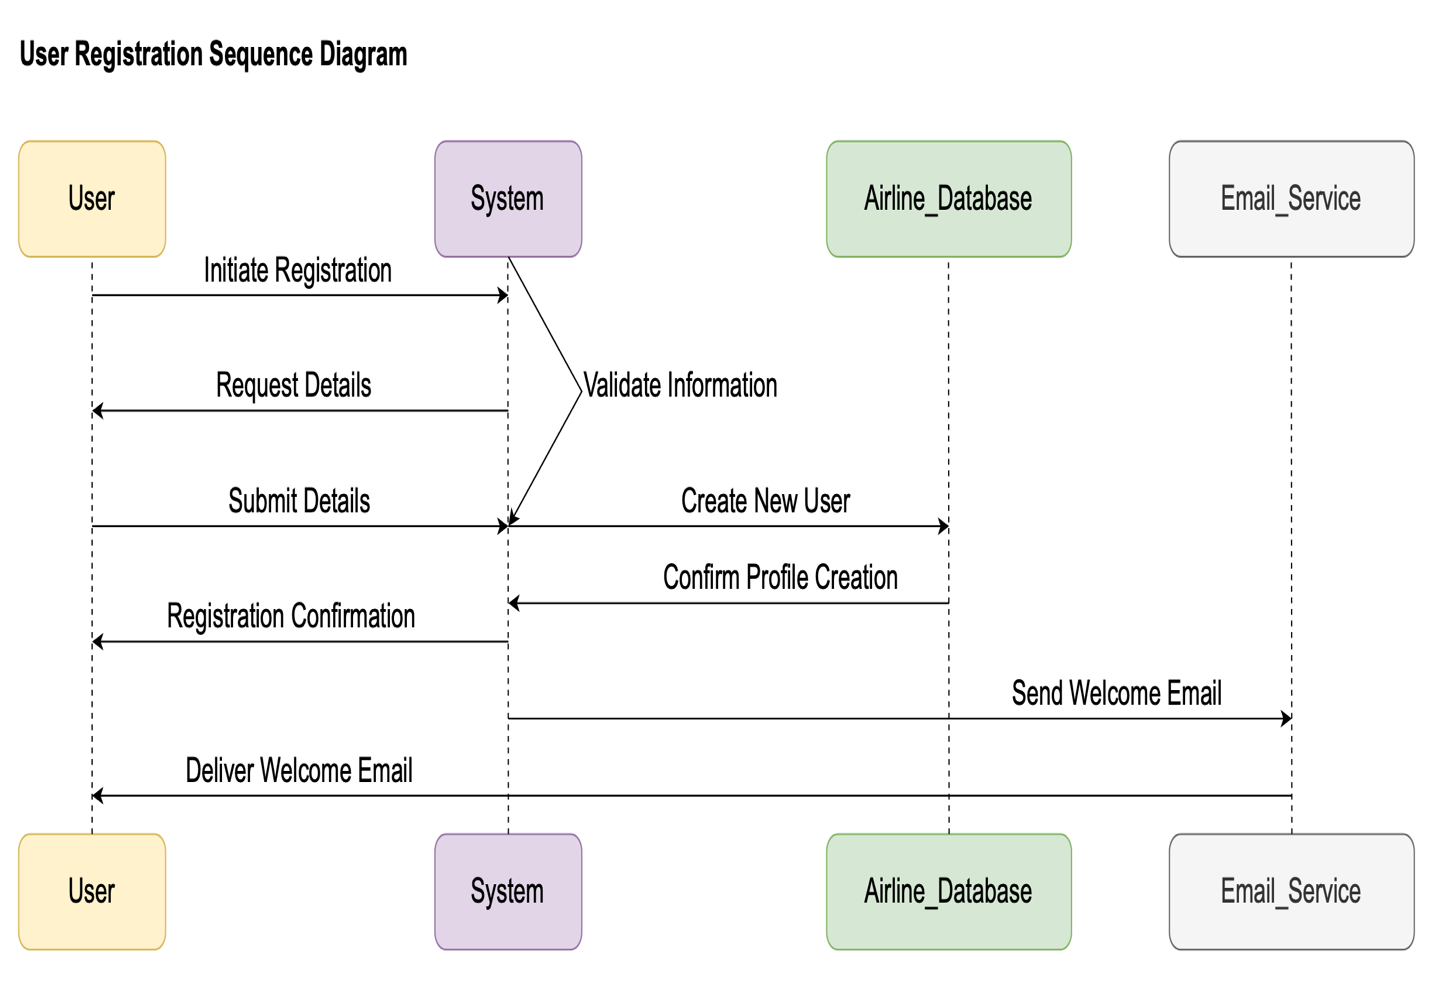 User Registration Sequence Diagram
User
System
Airline_Database
Email_Service
Initiate Registration
Request Details
Validate Information
Submit Details
Create New User
Confirm Profile Creation
Registration Confirmation
Send Welcome Email
Deliver Welcome Email
User
System
Airline_Database
Email_Service